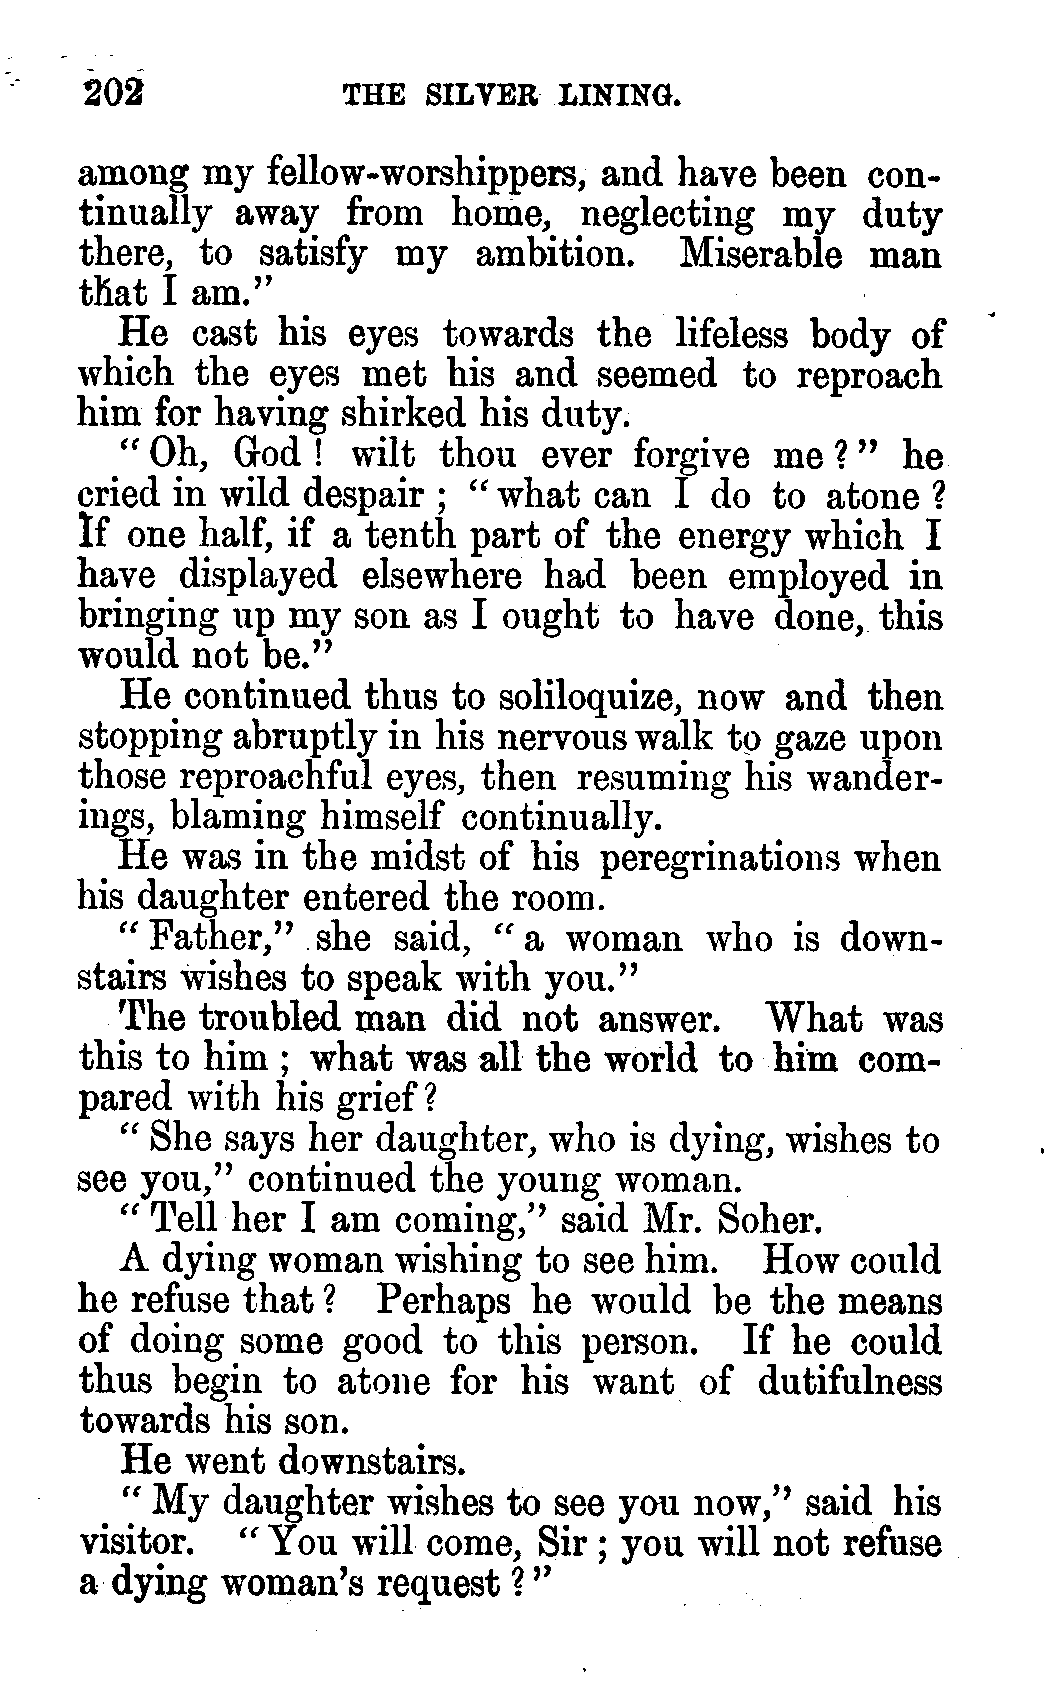 202 THE SILVER LINING.
among my fellow-worshippers, and have been con-
tinually away from home, neglecting my duty
there, to satisfy my ambition. Miserable man
that I am."
He cast his eyes towards the lifeless body of
which the eyes met his and seemed to reproach
him for having shirked his duty.
"Oh, God! wilt thou ever forgive me?" he
cried in wild despair; "what can I do to atone?
If one half, if a tenth part of the energy which I
have displayed elsewhere had been employed in
bringing up my son as I ought to have done, this
would not be."
He continued thus to soliloquize, now and then
stopping abruptly in his nervous walk to gaze upon
those reproachful eyes, then resuming his wander-
ings, blaming himself continually.
He was in the midst of his peregrinations when
his daughter entered the room.
"Father," she said, "a woman who is down-
stairs wishes to speak with you."
The troubled man did not answer. What was
this to him; what was all the world to him com-
pared with his grief?
"She says her daughter, who is dying, wishes to
see you," continued the young woman.
"Tell her I am coming," said Mr. Soher.
A dying woman wishing to see him. How could
he refuse that? Perhaps he would be the means
of doing some good to this person. If he could
thus begin to atone for his want of dutifulness
towards his son.
He went downstairs.
"My daughter wishes to see you now," said his
visitor. "You will come, Sir; you will not refuse
a dying woman's request?"